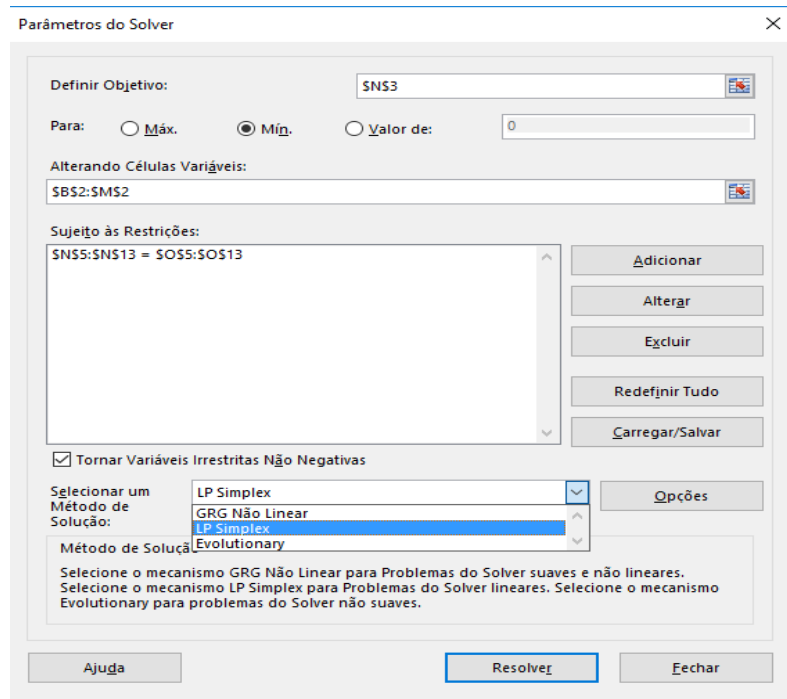 Parâmetros do Solver
Definir Objetivo:
$N$3
Para:
Máx.
Mín.
Valor de:
0
Alterando Células Variáveis:
$B$2:$M$2
Sujeito às Restrições:
$N$5:$N$13 = $O$5:$O$13
Adicionar
Alterar
Excluir
Redefinir Tudo
Carregar/Salvar
Tornar Variáveis Irrestritas Não Negativas
Selecionar um
Método de
Solução:
LP Simplex
GRG Não Linear
LP Simplex
Evolutionary
Opções
Método de Soluçã
Selecione o mecanismo GRG Não Linear para Problemas do Solver suaves e não lineares.
Selecione o mecanismo LP Simplex para Problemas do Solver lineares. Selecione o mecanismo
Evolutionary para problemas do Solver não suaves.
Ajuda
Resolver
Fechar